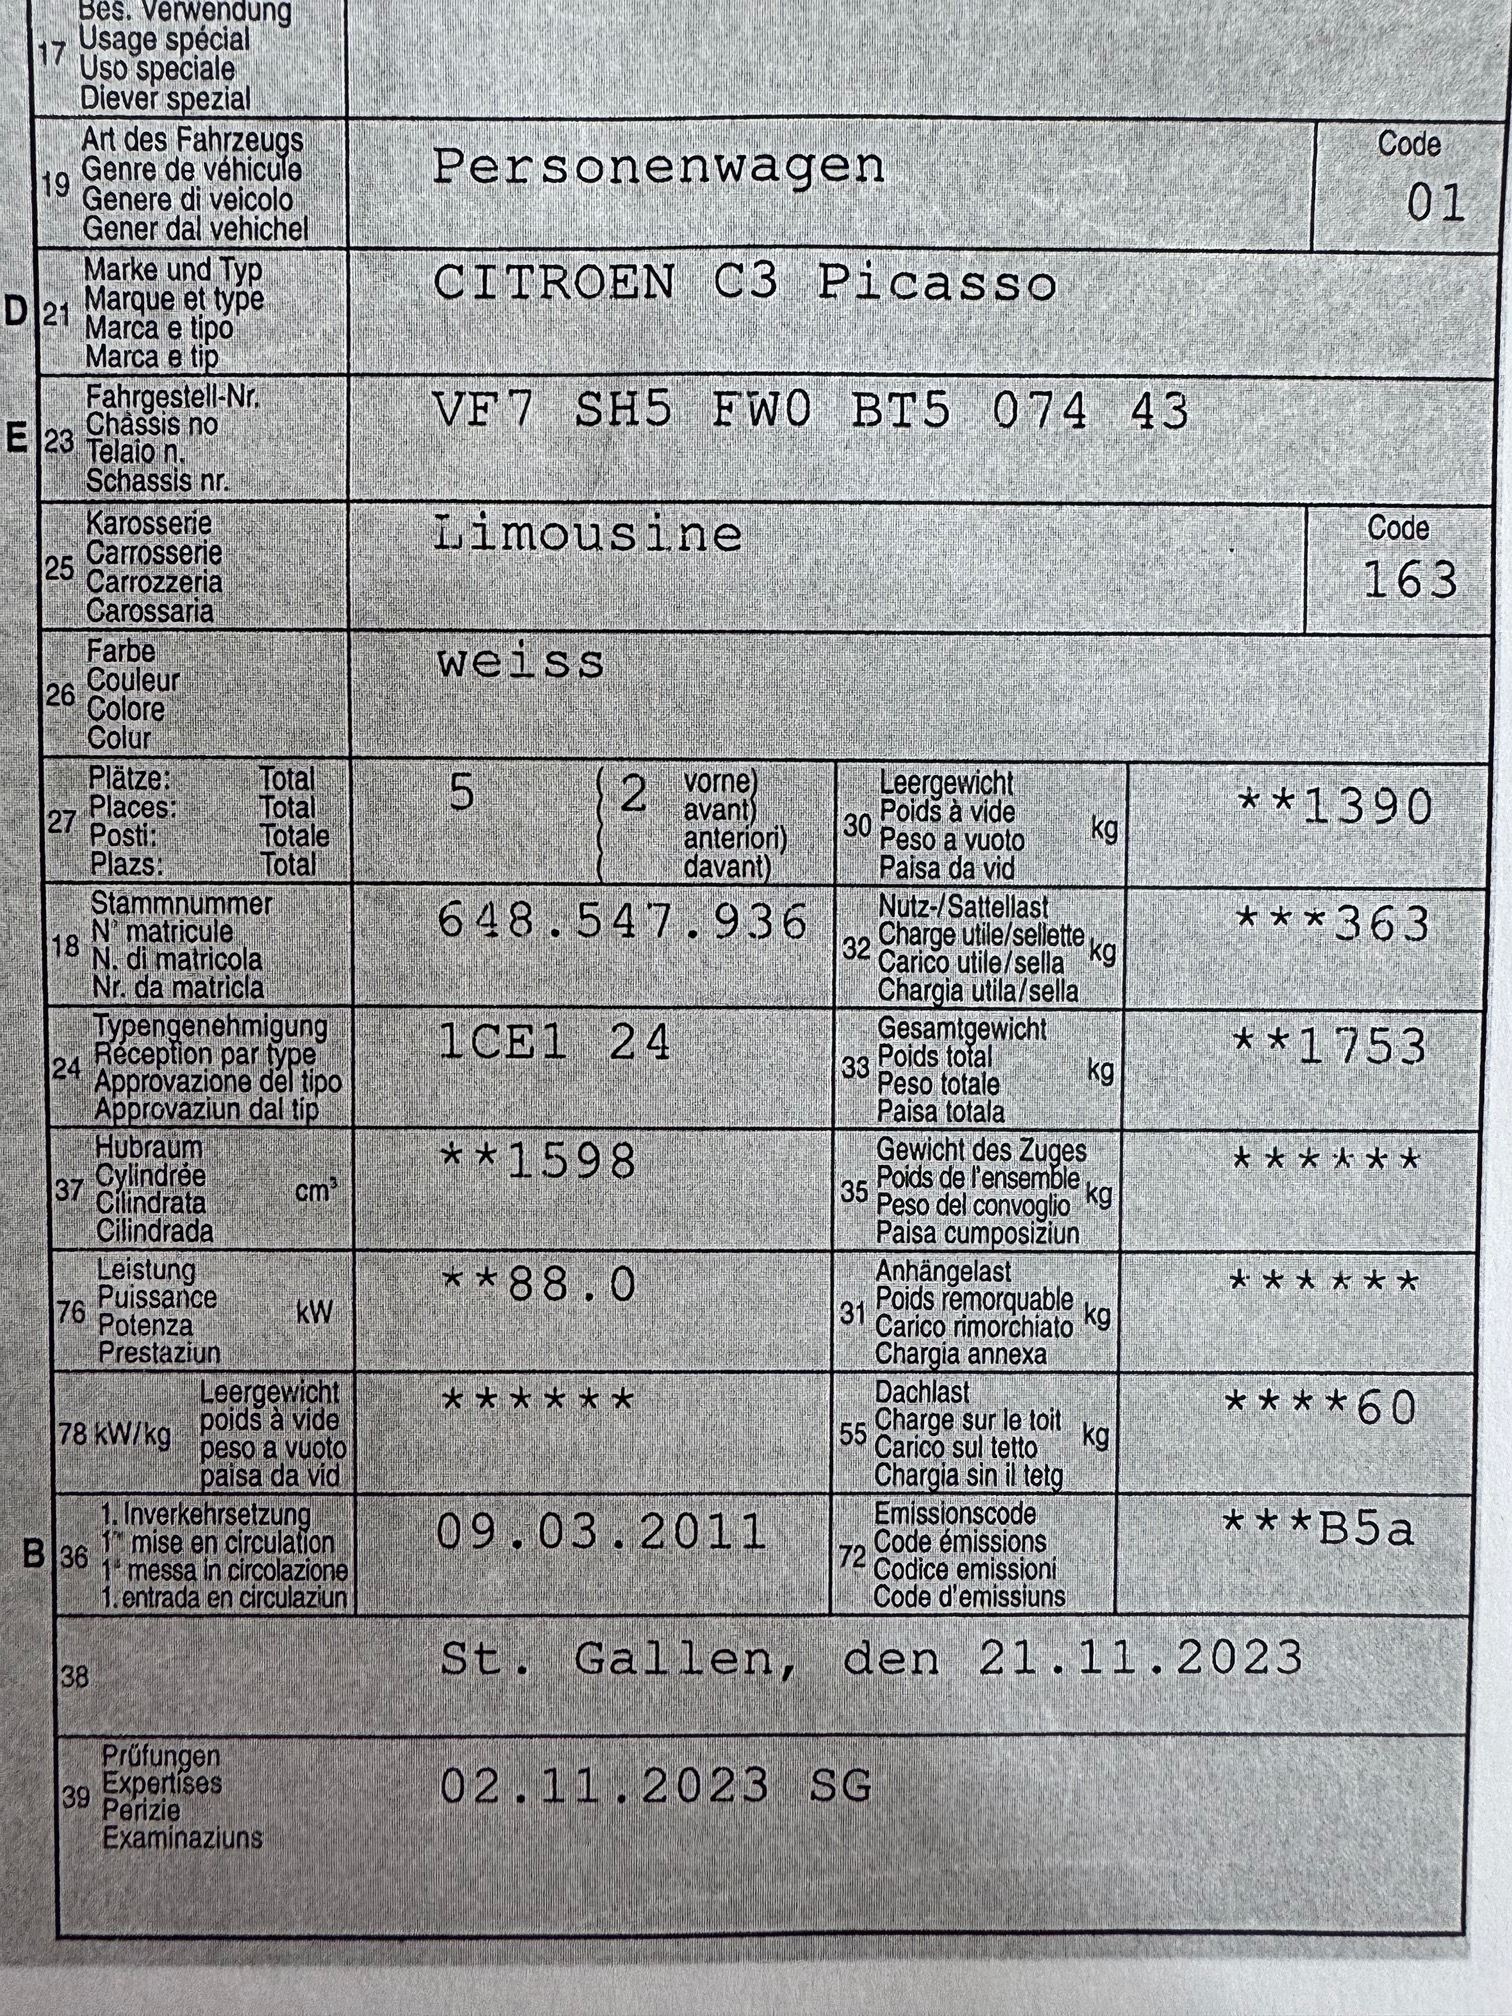 Bes. Verwendung
17 Usage spécial
Uso speciale
Diever spezial
Art des Fahrzeugs
19 Genre de véhicule
Genere di veicolo
Gener dal vehichel
Personenwagen
Code
01
D 21 Marke und Typ
Marque et type
Marca e tipo
Marca e tip
CITROEN C3 Picasso
E 23 Fahrgestell-Nr.
Châssis no
Telaio n.
Schassis nr.
VF7 SH5 FW0 BT5 074 43
25 Karosserie
Carrosserie
Carrozzeria
Carossaria
Limousine
Code
163
26 Farbe
Couleur
Colore
Colur
weiss
27 Plätze: Total
Places: Total
Posti: Totale
Plazs: Total
5 ( 2 vorne)
avant)
anteriori)
davant)
30 Leergewicht
Poids à vide
Peso a vuoto
Paisa da vid
kg
**1390
18 Stammnummer
N° matricule
N. di matricola
Nr. da matricla
648.547.936
32 Nutz-/Sattellast
Charge utile/sellette
Carico utile/sella
Chargia utila/sella
kg
***363
24 Typengenehmigung
Réception par type
Approvazione del tipo
Approvaziun dal tip
1CE1 24
33 Gesamtgewicht
Poids total
Peso totale
Paisa totala
kg
**1753
37 Hubraum
Cylindrée
Cilindrata
Cilindrada
cm³
**1598
35 Gewicht des Zuges
Poids de l'ensemble
Peso del convoglio
Paisa cumposiziun
kg
******
76 Leistung
Puissance
Potenza
Prestaziun
kW
**88.0
31 Anhängelast
Poids remorquable
Carico rimorchiato
Chargia annexa
kg
******
78 kW/kg Leergewicht
poids à vide
peso a vuoto
paisa da vid
******
55 Dachlast
Charge sur le toit
Carico sul tetto
Chargia sin il tetg
kg
****60
B 36 1. Inverkehrsetzung
1re mise en circulation
1a messa in circolazione
1. entrada en circulaziun
09.03.2011
72 Emissionscode
Code émissions
Codice emissioni
Code d'emissiuns
***B5a
38 St. Gallen, den 21.11.2023
39 Prüfungen
Expertises
Perizie
Examinaziuns
02.11.2023 SG